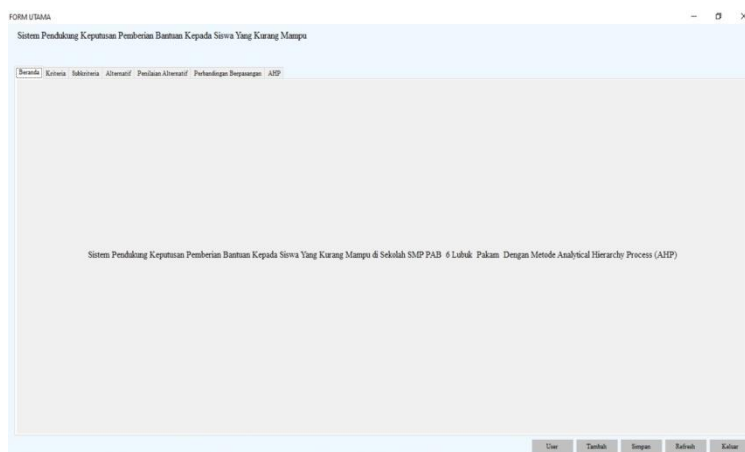 FORM UTAMA
Sistem Pendukung Keputusan Pemberian Bantuan Kepada Siswa Yang Kurang Mampu
Beranda Kriteria Subkriteria Alternatif Penilaian Alternatif Perbandingan Berpasangan AHP
Sistem Pendukung Keputusan Pemberian Bantuan Kepada Siswa Yang Kurang Mampu di Sekolah SMP PAB 6 Lubuk Pakam Dengan Metode Analytical Hierarchy Process (AHP)
User Tambah Simpan Refresh Keluar